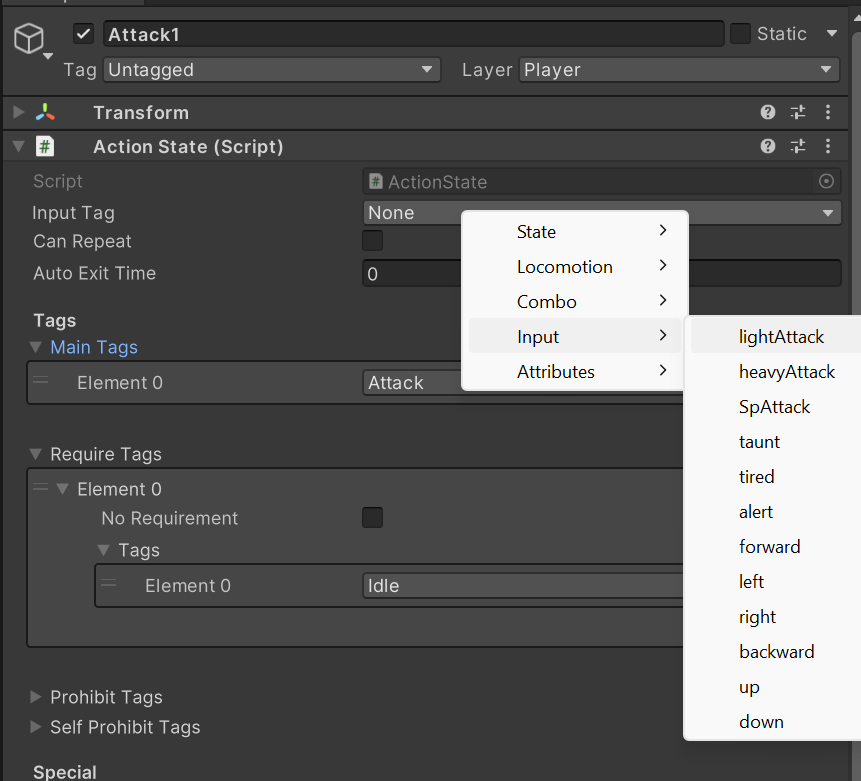 Attack1
Static
Tag Untagged
Layer Player
Transform
Action State (Script)
Script
ActionState
Input Tag
None
Can Repeat
Auto Exit Time
0
State
Locomotion
Combo
Input
Attributes
lightAttack
heavyAttack
SpAttack
taunt
tired
alert
forward
left
right
backward
up
down
Tags
Main Tags
Element 0
Attack
Require Tags
Element 0
No Requirement
Tags
Element 0
Idle
Prohibit Tags
Self Prohibit Tags
Special